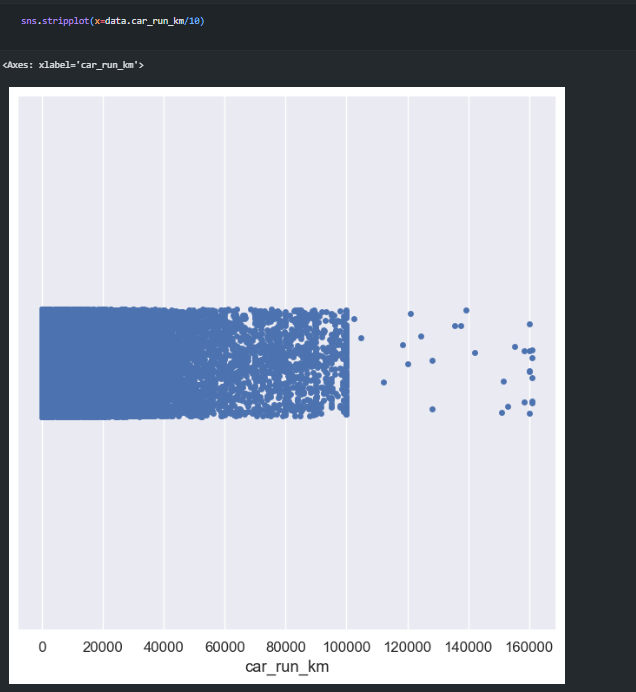 sns.stripplot(x=data.car_run_km/10)
<Axes: xlabel='car_run_km'>
0 20000 40000 60000 80000 100000 120000 140000 160000
car_run_km